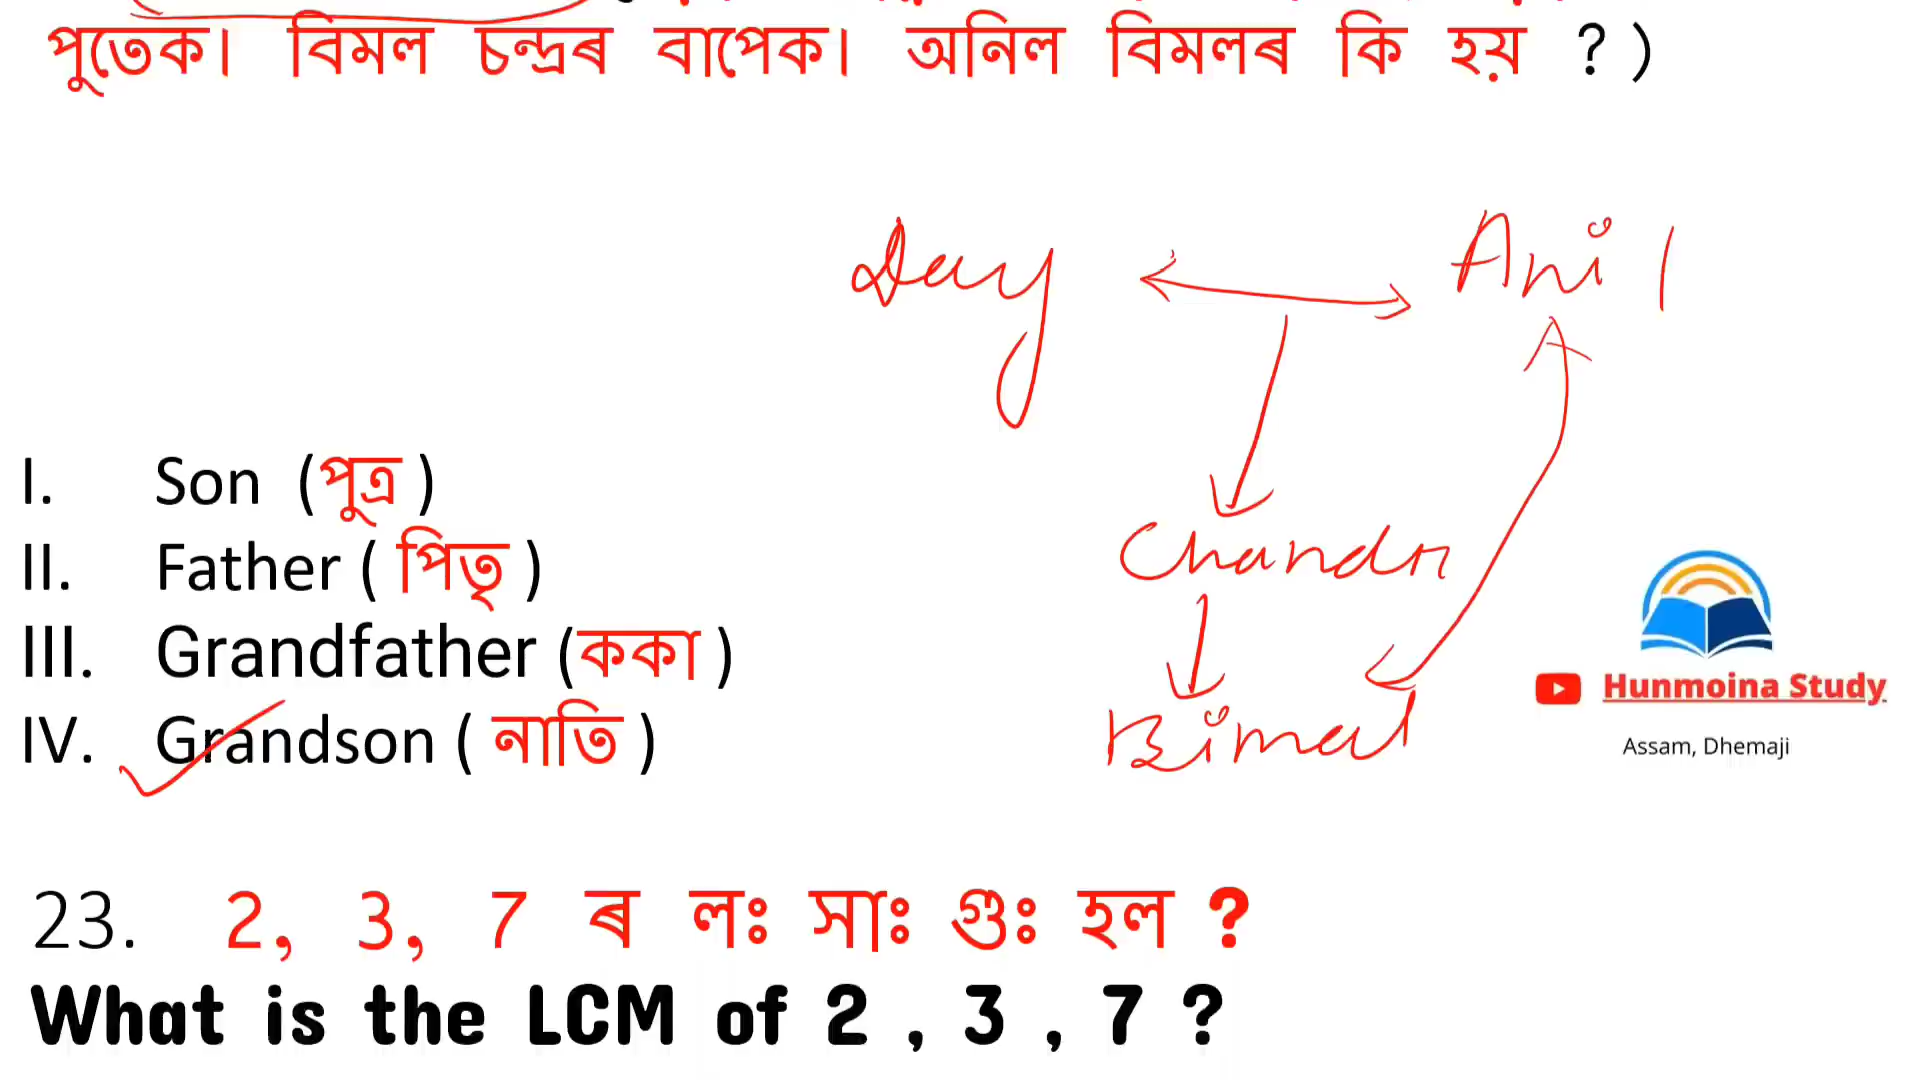 পুতেক। বিমল চন্দ্ৰৰ বাপেক। অনিল বিমলৰ কি হয় ? )
Day Anil
I. Son (পুত্ৰ )
Chandr
II. Father ( পিতৃ )
III. Grandfather (ককা )
Hunmoina Study
IV. Grandson ( নাতি )
Bimal
Assam, Dhemaji
23. 2, 3, 7 ৰ লঃ সাঃ গুঃ হল ?
What is the LCM of 2 , 3 , 7 ?